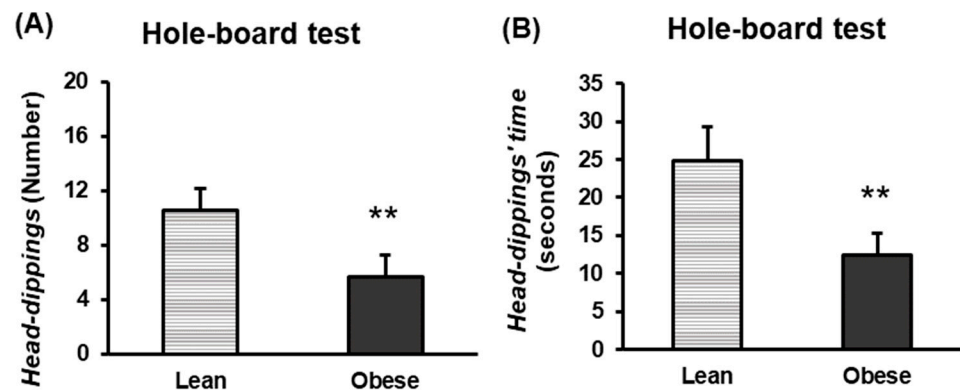 (A)
Hole-board test
Head-dippings (Number)
20
16
12
8
4
0
**
Lean
Obese
(B)
Hole-board test
Head-dippings' time
(seconds)
35
30
25
20
15
10
5
0
**
Lean
Obese